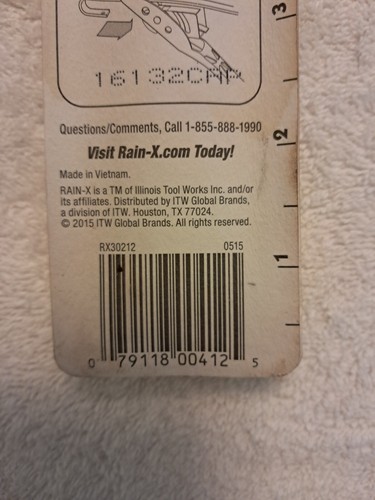 3
16132CAP
Questions/Comments, Call 1-855-888-1990
2
Visit Rain-X.com Today!
Made in Vietnam.
RAIN-X is a TM of Illinois Tool Works Inc. and/or
its affiliates. Distributed by ITW Global Brands,
a division of ITW. Houston, TX 77024.
© 2015 ITW Global Brands. All rights reserved.
RX30212 0515
1
0 79118 00412 5